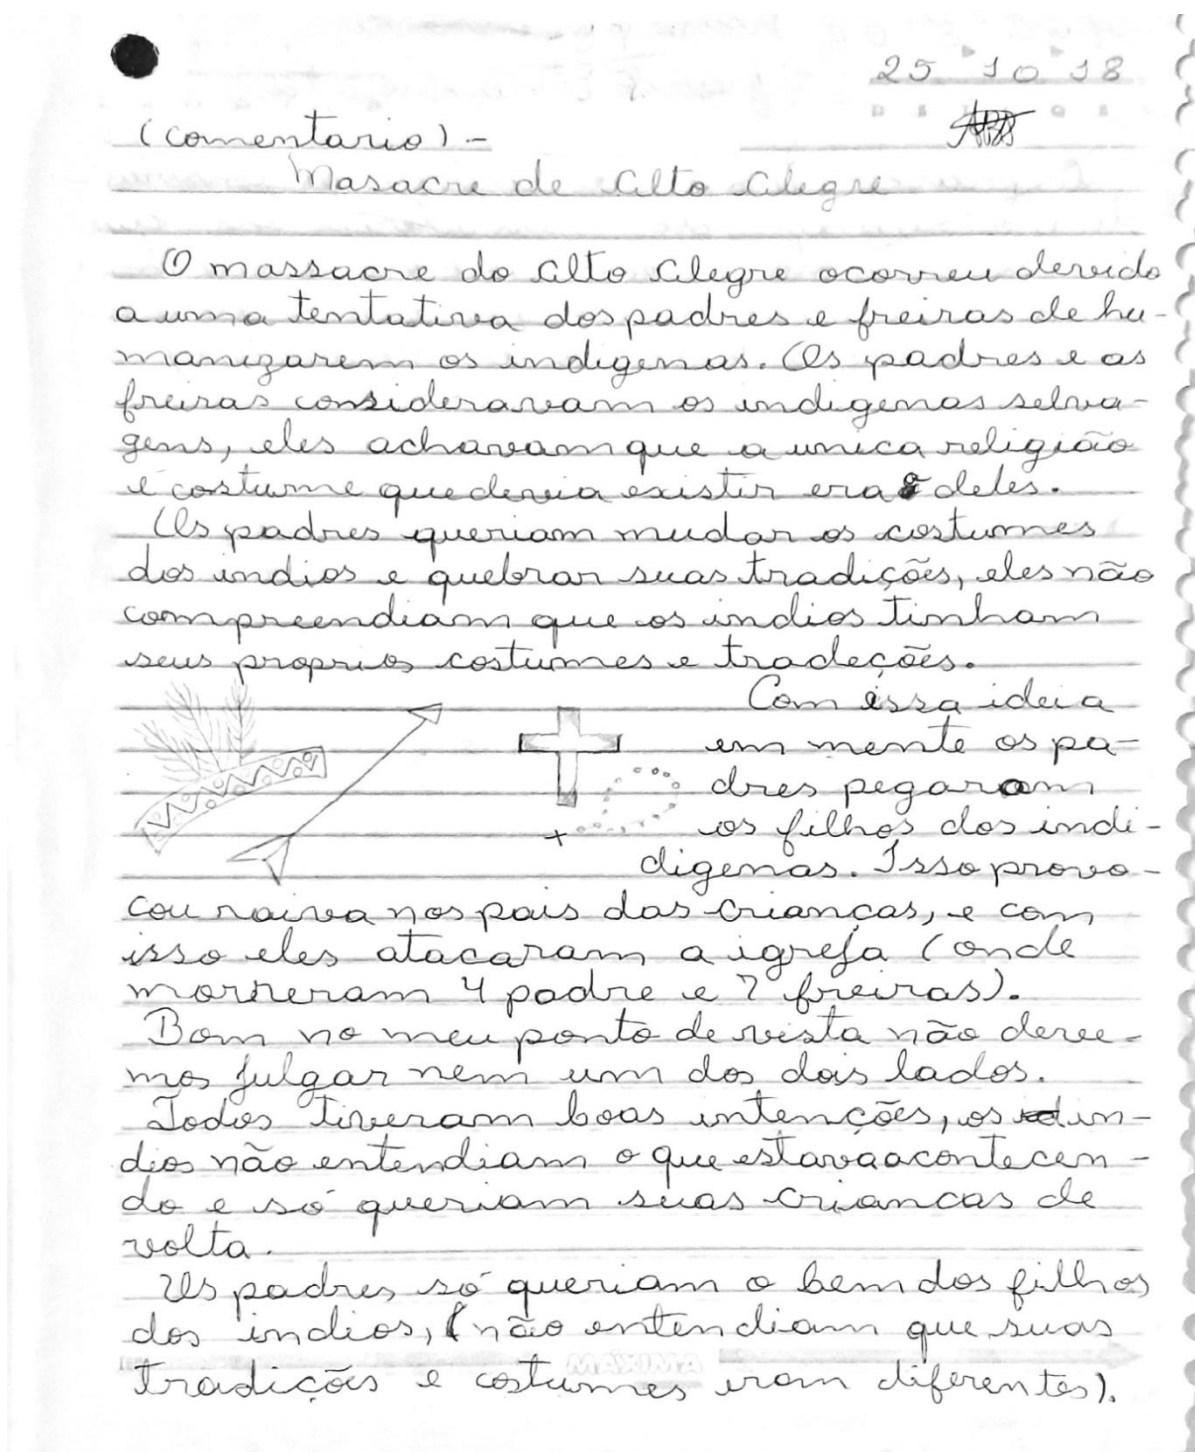 25 10 18
(comentario) -
Masacre de Alto Alegre
O massacre do Alto Alegre ocorreu devido
a uma tentativa dos padres e freiras de hu-
manizarem os indigenas. Os padres e as
freiras consideravam os indigenas selva-
gens, eles achavam que a unica religião
e costume que devia existir era deles.
Os padres queriam mudar os costumes
dos indios e quebrar suas tradições, eles não
compreendiam que os indios tinham
seus proprios costumes e tradeções.
Com essa ideia
em mente os pa-
dres pegaram
os filhos dos indi-
digenas. Isso provo-
cou raiva nos pais das crianças, e com
isso eles atacaram a igreja (onde
morreram 4 padre e 7 freiras).
Bom no meu ponto de vista não deve-
mos julgar nem um dos dois lados.
Todos tiveram boas intenções, os in-
dios não entendiam o que estava acontecen-
do e só queriam suas criancas de
volta.
Os padres só queriam o bem dos filhos
dos indios, (não entendiam que suas
tradições e costumes eram diferentes).
MAXIMA